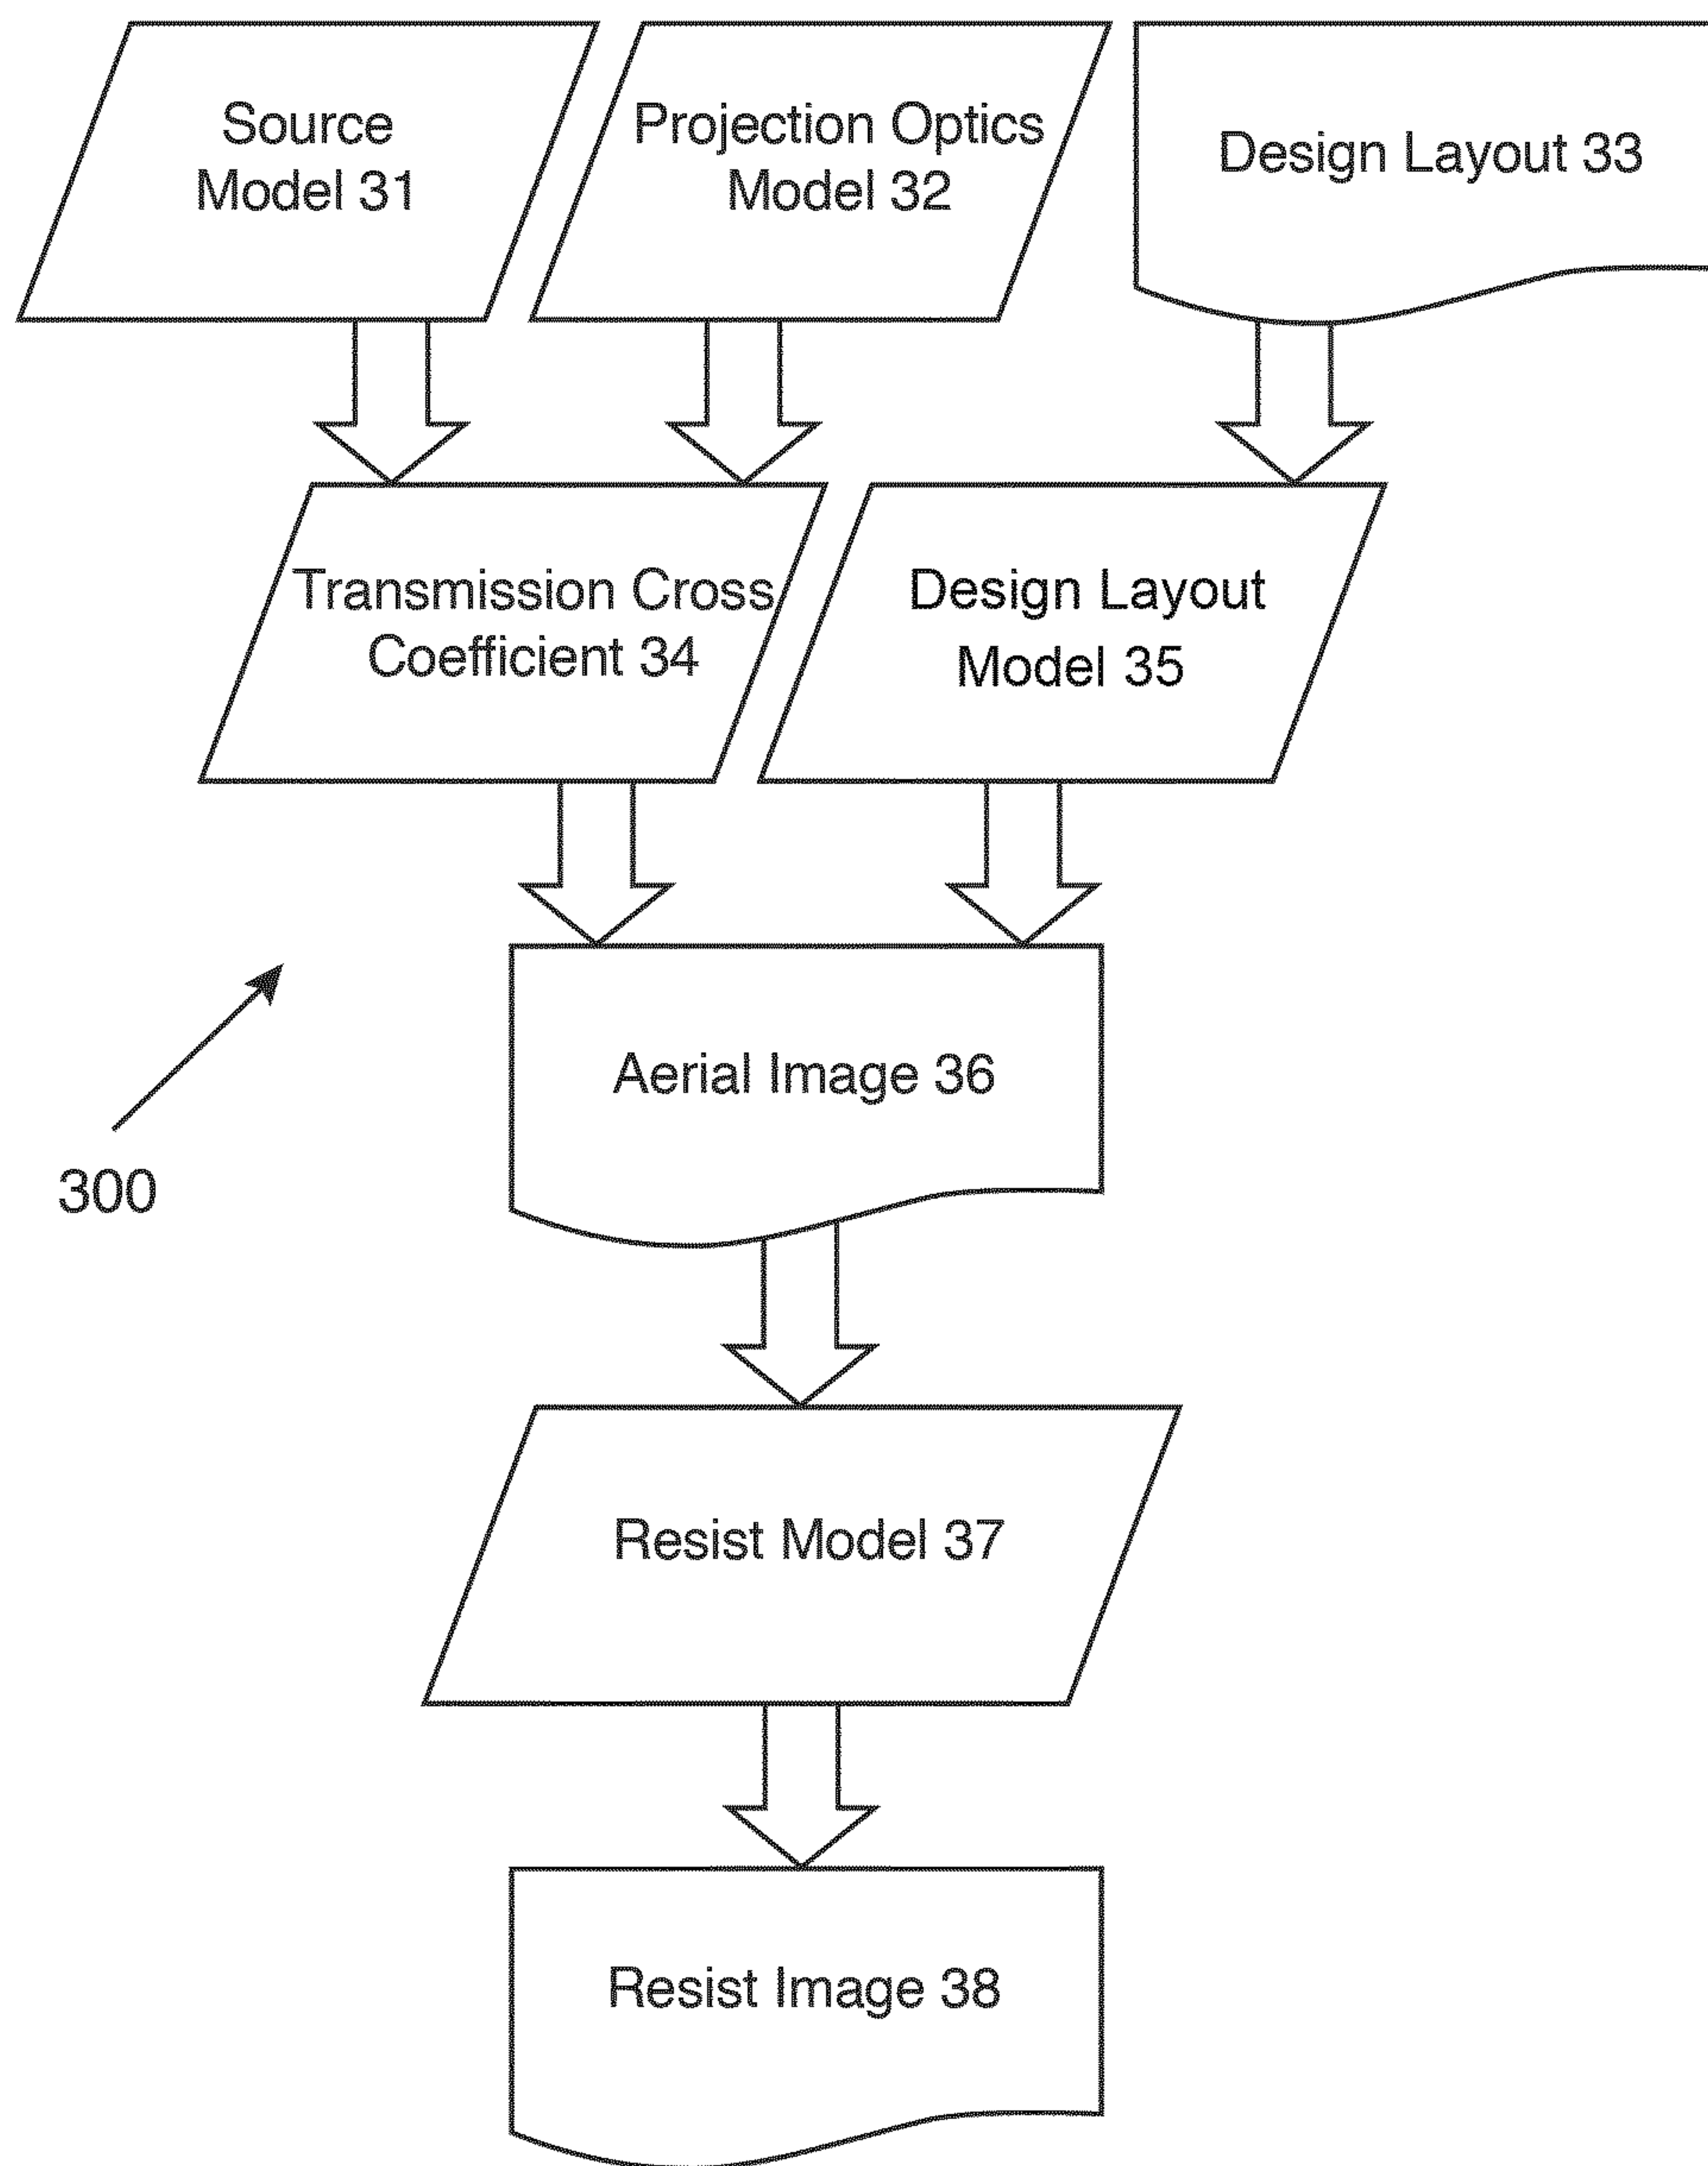 Source
Model 31
Projection Optics
Model 32
Design Layout 33
Transmission Cross
Coefficient 34
Design Layout
Model 35
Aerial Image 36
300
Resist Model 37
Resist Image 38